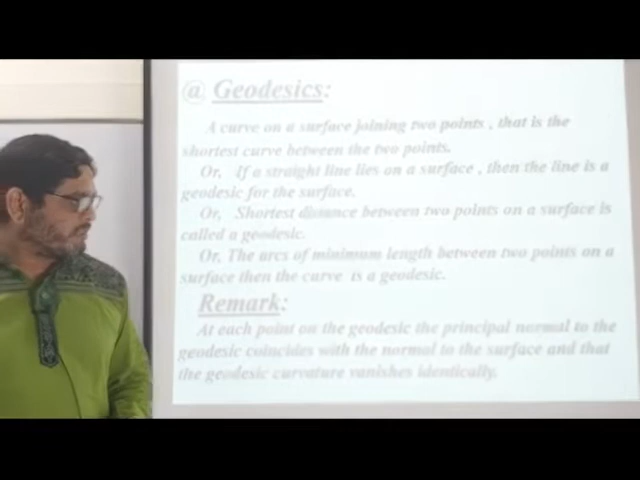 @ Geodesics:
A curve on a surface joining two points , that is the
shortest curve between the two points.
Or, If a straight line lies on a surface , then the line is a
geodesic for the surface.
Or, Shortest distance between two points on a surface is
called a geodesic.
Or, The arcs of minimum length between two points on a
surface then the curve is a geodesic.
Remark:
At each point on the geodesic the principal normal to the
geodesic coincides with the normal to the surface and that
the geodesic curvature vanishes identically.